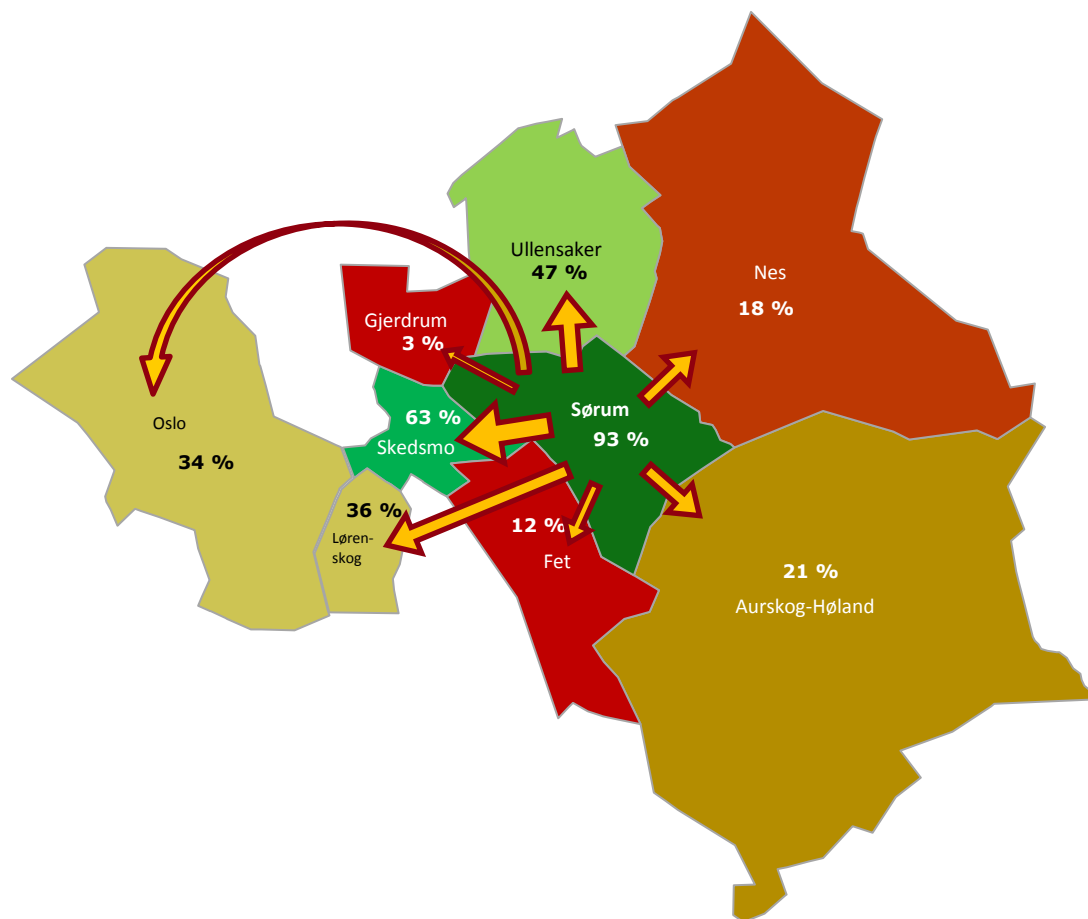 Ullensaker
47 %
Nes
18 %
Gjerdrum
3 %
Sørum
93 %
63 %
Skedsmo
Oslo
34 %
36 %
Løren-
skog
12 %
Fet
21 %
Aurskog-Høland